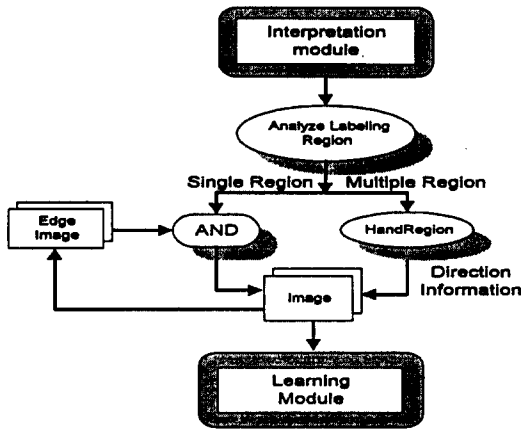 Interpretation
module
Analyze Labeling
Region
Single Region
Multiple Region
Edge
Image
AND
HandRegion
Direction
Information
Image
Learning
Module